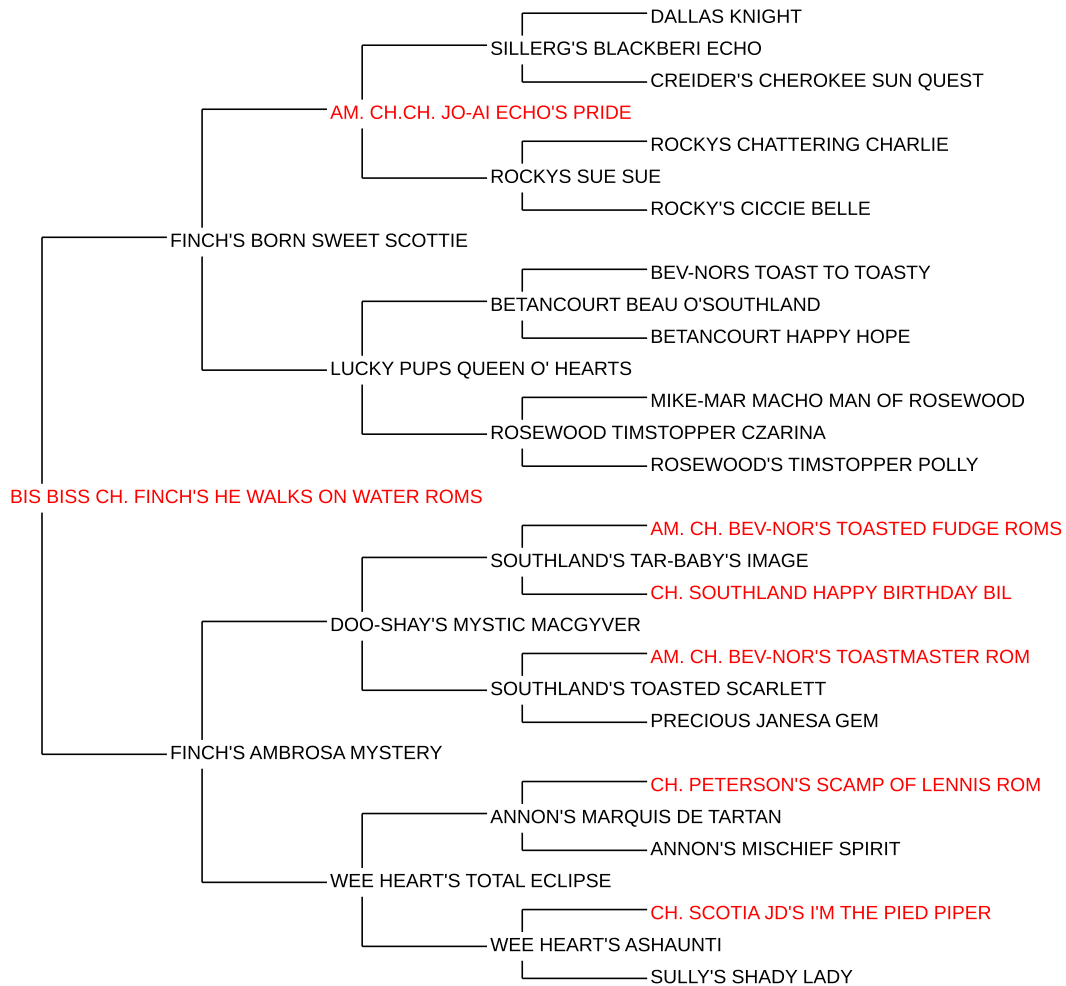 DALLAS KNIGHT
SILLERG'S BLACKBERI ECHO
CREIDER'S CHEROKEE SUN QUEST
AM. CH.CH. JO-AI ECHO'S PRIDE
ROCKYS CHATTERING CHARLIE
ROCKYS SUE SUE
ROCKY'S CICCIE BELLE
FINCH'S BORN SWEET SCOTTIE
BEV-NORS TOAST TO TOASTY
BETANCOURT BEAU O'SOUTHLAND
BETANCOURT HAPPY HOPE
LUCKY PUPS QUEEN O' HEARTS
MIKE-MAR MACHO MAN OF ROSEWOOD
ROSEWOOD TIMSTOPPER CZARINA
ROSEWOOD'S TIMSTOPPER POLLY
BIS BISS CH. FINCH'S HE WALKS ON WATER ROMS
AM. CH. BEV-NOR'S TOASTED FUDGE ROMS
SOUTHLAND'S TAR-BABY'S IMAGE
CH. SOUTHLAND HAPPY BIRTHDAY BIL
DOO-SHAY'S MYSTIC MACGYVER
AM. CH. BEV-NOR'S TOASTMASTER ROM
SOUTHLAND'S TOASTED SCARLETT
PRECIOUS JANESA GEM
FINCH'S AMBROSA MYSTERY
CH. PETERSON'S SCAMP OF LENNIS ROM
ANNON'S MARQUIS DE TARTAN
ANNON'S MISCHIEF SPIRIT
WEE HEART'S TOTAL ECLIPSE
CH. SCOTIA JD'S I'M THE PIED PIPER
WEE HEART'S ASHAUNTI
SULLY'S SHADY LADY